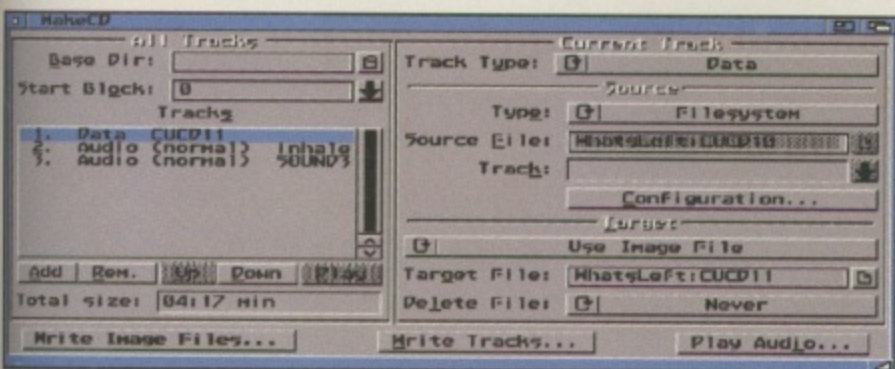 MakeCD
All Tracks
Base Dir:
Start Block: 0
Tracks
1. Data CUCD11
2. Audio (normal) Inhale
3. Audio (normal) SOUND3
Add Rem. Up Down Play
Total size: 04:17 min
Current Track
Track Type: Data
Source
Type: Filesystem
Source File: WhatsLeft:CUCD10
Track:
Configuration...
Target
Use Image File
Target File: WhatsLeft:CUCD11
Delete File: Never
Write Image Files... Write Tracks... Play Audio...